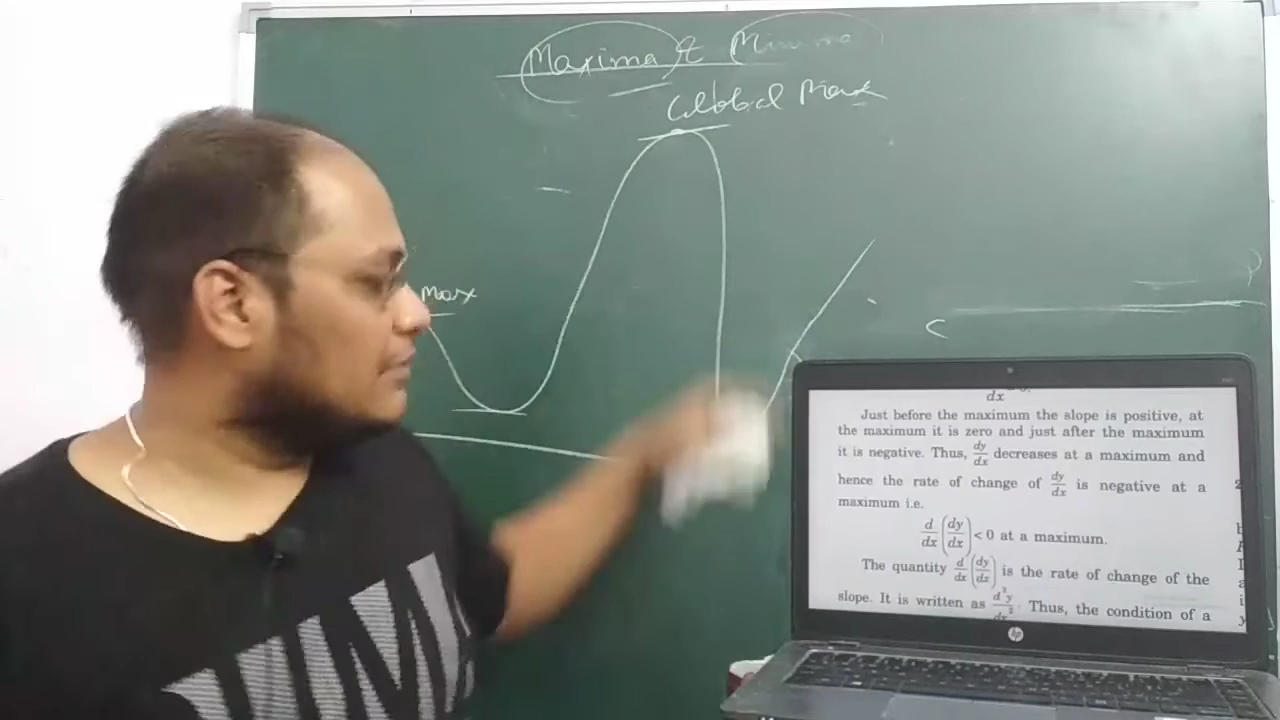 Maxima & Minima
Global Max
Max
C
P
dx
Just before the maximum the slope is positive, at
the maximum it is zero and just after the maximum
it is negative. Thus, dy/dx decreases at a maximum and
hence the rate of change of dy/dx is negative at a
maximum i.e.
d/dx (dy/dx) < 0 at a maximum.
The quantity d/dx (dy/dx) is the rate of change of the
slope. It is written as d²y/dx². Thus, the condition of a
hp